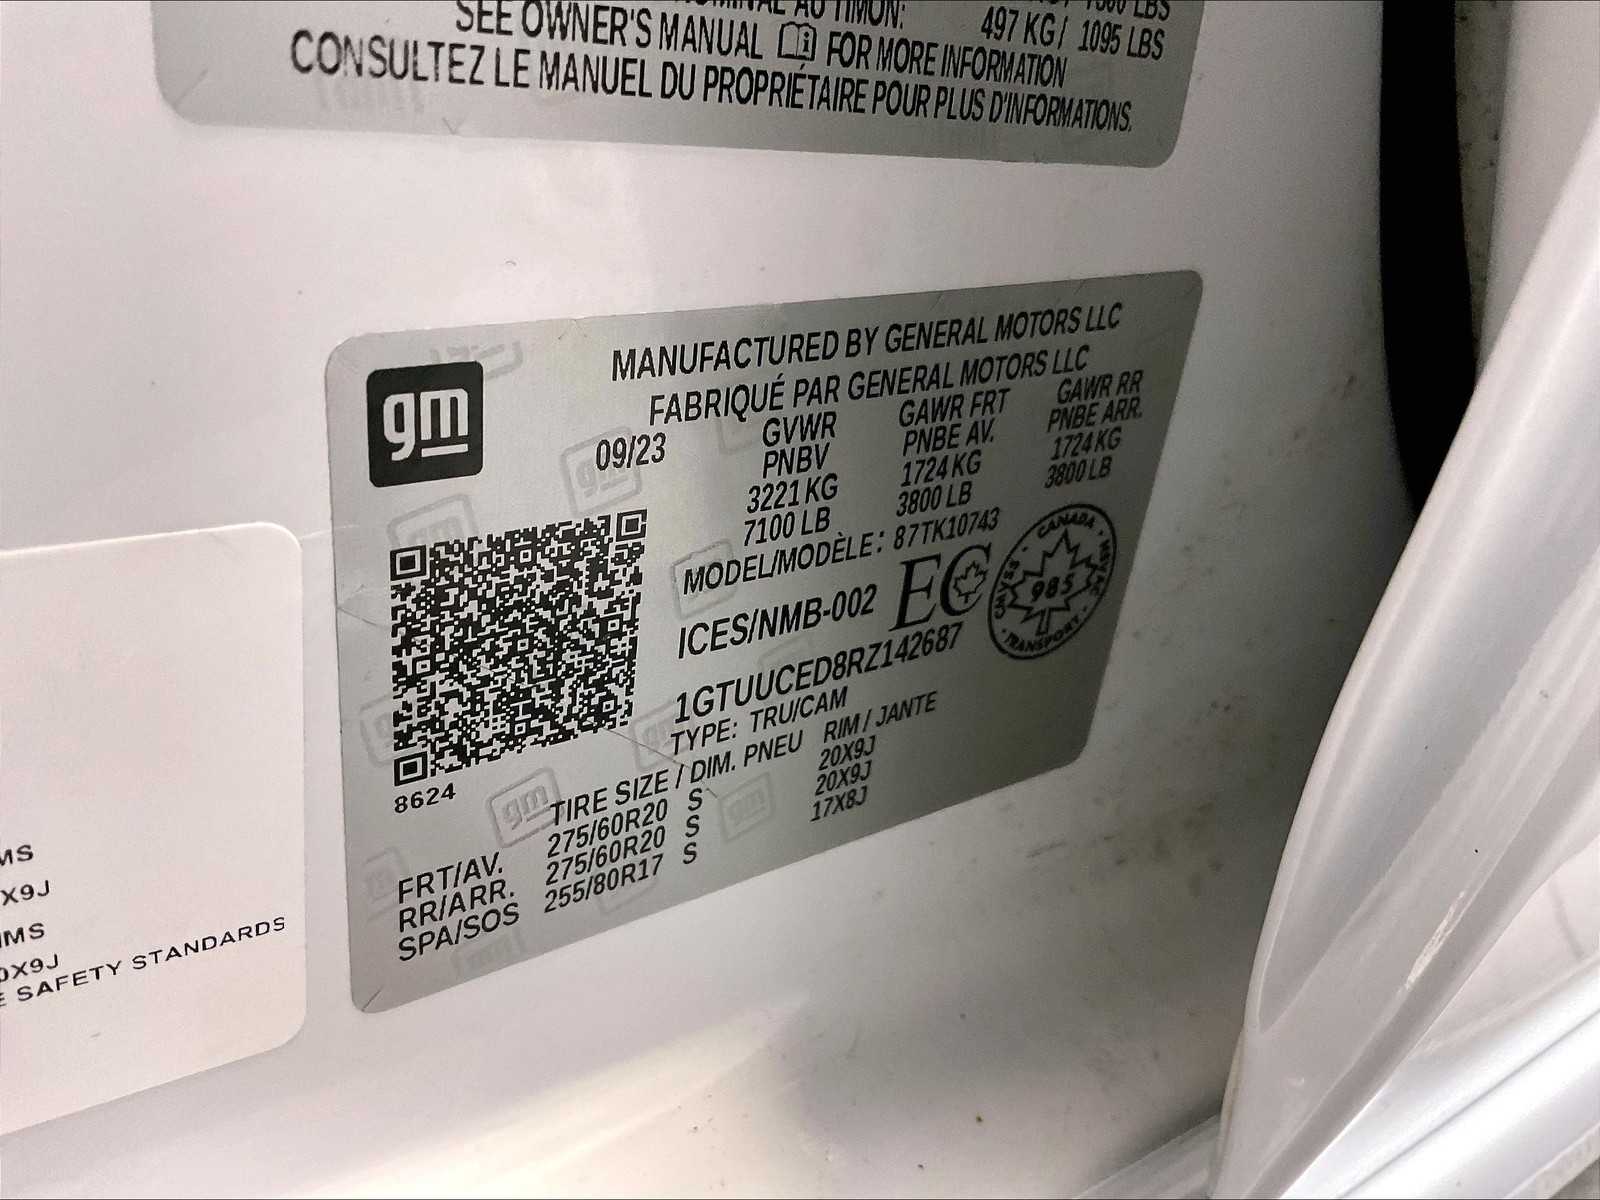 497 KG / 1095 LBS
SEE OWNER'S MANUAL FOR MORE INFORMATION
CONSULTEZ LE MANUEL DU PROPRIÉTAIRE POUR PLUS D'INFORMATIONS.
gm
MANUFACTURED BY GENERAL MOTORS LLC
FABRIQUÉ PAR GENERAL MOTORS LLC
09/23 GVWR GAWR FRT GAWR RR
PNBV PNBE AV. PNBE ARR.
3221 KG 1724 KG 1724 KG
7100 LB 3800 LB 3800 LB
MODEL/MODÈLE: 87TK10743
ICES/NMB-002 EC
CANADA
985
TRANSPORT
1GTUUCED8RZ142687
TYPE: TRU/CAM
TIRE SIZE / DIM. PNEU RIM / JANTE
FRT/AV. 275/60R20 S 20X9J
RR/ARR. 275/60R20 S 20X9J
SPA/SOS 255/80R17 S 17X8J
8624
X9J
0X9J
SAFETY STANDARDS